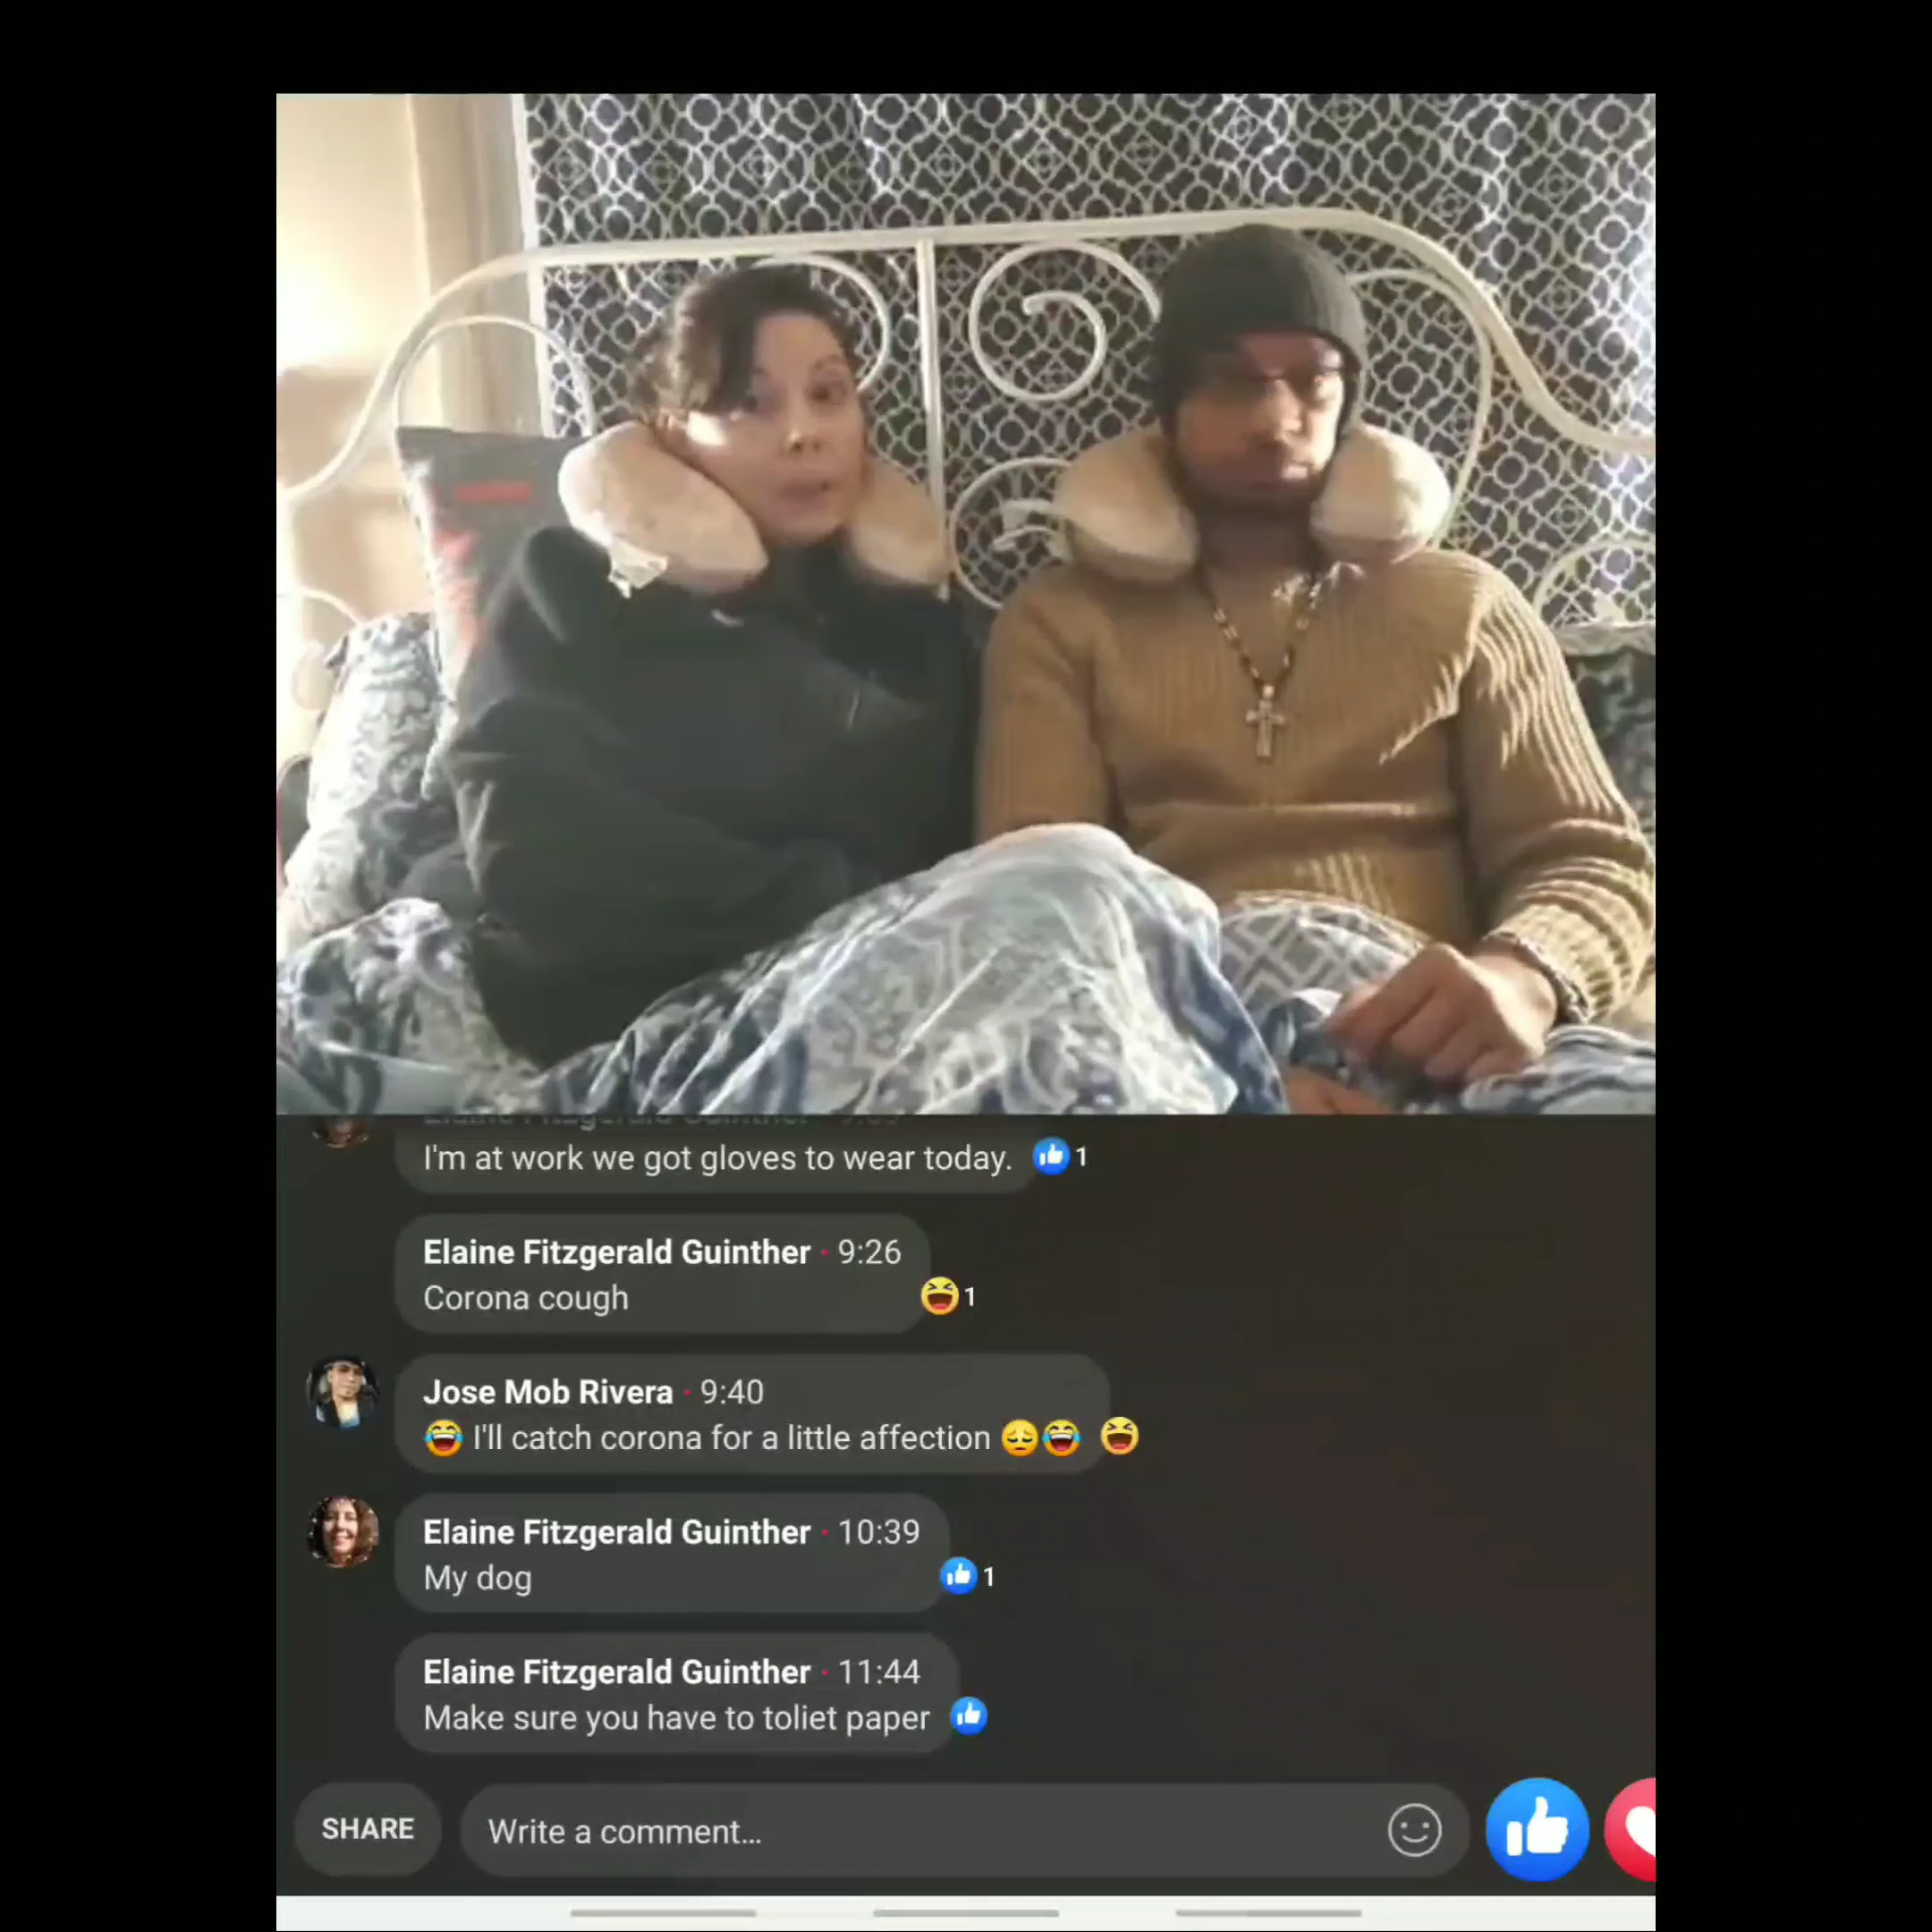 I'm at work we got gloves to wear today. 1
Elaine Fitzgerald Guinther · 9:26
Corona cough
1
Jose Mob Rivera · 9:40
😂 I'll catch corona for a little affection 😔😂 😆
Elaine Fitzgerald Guinther · 10:39
My dog
1
Elaine Fitzgerald Guinther · 11:44
Make sure you have to toliet paper
SHARE
Write a comment...